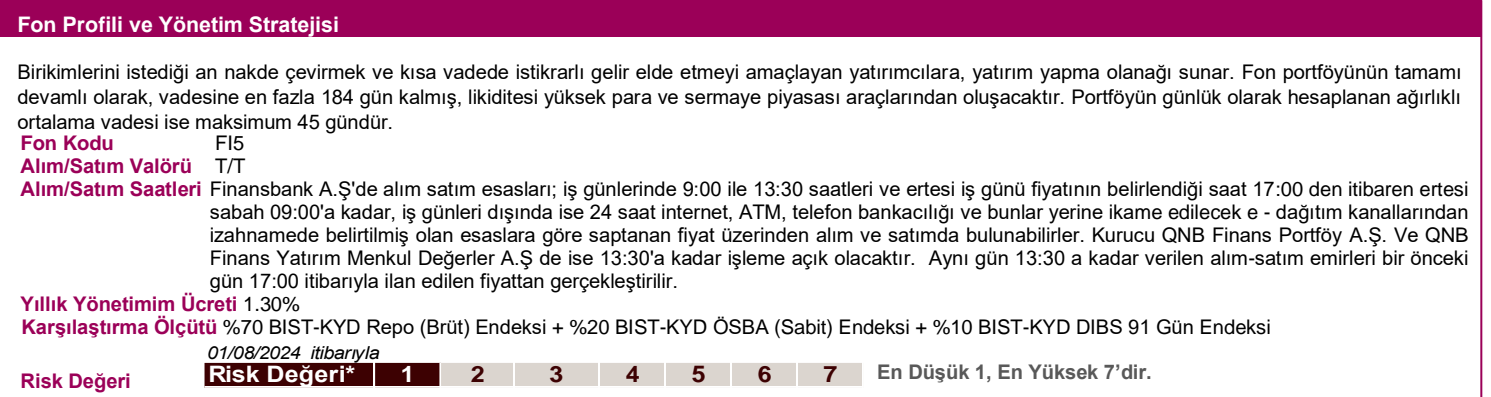 Fon Profili ve Yönetim Stratejisi
Birikimlerini istediği an nakde çevirmek ve kısa vadede istikrarlı gelir elde etmeyi amaçlayan yatırımcılara, yatırım yapma olanağı sunar. Fon portföyünün tamamı
devamlı olarak, vadesine en fazla 184 gün kalmış, likiditesi yüksek para ve sermaye piyasası araçlarından oluşacaktır. Portföyün günlük olarak hesaplanan ağırlıklı
ortalama vadesi ise maksimum 45 gündür.
Fon Kodu FI5
Alım/Satım Valörü T/T
Alım/Satım Saatleri Finansbank A.Ş'de alım satım esasları; iş günlerinde 9:00 ile 13:30 saatleri ve ertesi iş günü fiyatının belirlendiği saat 17:00 den itibaren ertesi
sabah 09:00'a kadar, iş günleri dışında ise 24 saat internet, ATM, telefon bankacılığı ve bunlar yerine ikame edilecek e - dağıtım kanallarından
izahnamede belirtilmiş olan esaslara göre saptanan fiyat üzerinden alım ve satımda bulunabilirler. Kurucu QNB Finans Portföy A.Ş. Ve QNB
Finans Yatırım Menkul Değerler A.Ş de ise 13:30'a kadar işleme açık olacaktır. Aynı gün 13:30 a kadar verilen alım-satım emirleri bir önceki
gün 17:00 itibarıyla ilan edilen fiyattan gerçekleştirilir.
Yıllık Yönetimim Ücreti 1.30%
Karşılaştırma Ölçütü %70 BIST-KYD Repo (Brüt) Endeksi + %20 BIST-KYD ÖSBA (Sabit) Endeksi + %10 BIST-KYD DIBS 91 Gün Endeksi
01/08/2024 itibarıyla
Risk Değeri Risk Değeri* 1 2 3 4 5 6 7 En Düşük 1, En Yüksek 7’dir.